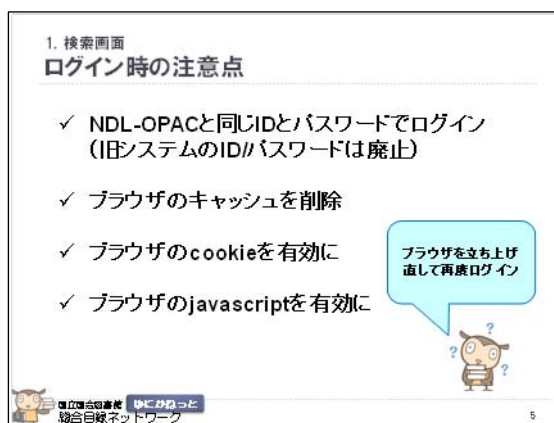 1. 検索画面
ログイン時の注意点
✓ NDL-OPACと同じIDとパスワードでログイン
（旧システムのID/パスワードは廃止）
✓ ブラウザのキャッシュを削除
✓ ブラウザのcookieを有効に
✓ ブラウザのjavascriptを有効に
ブラウザを立ち上げ
直して再度ログイン
? ? ? ?
国立国会図書館 ゆにかねっと
総合目録ネットワーク
5